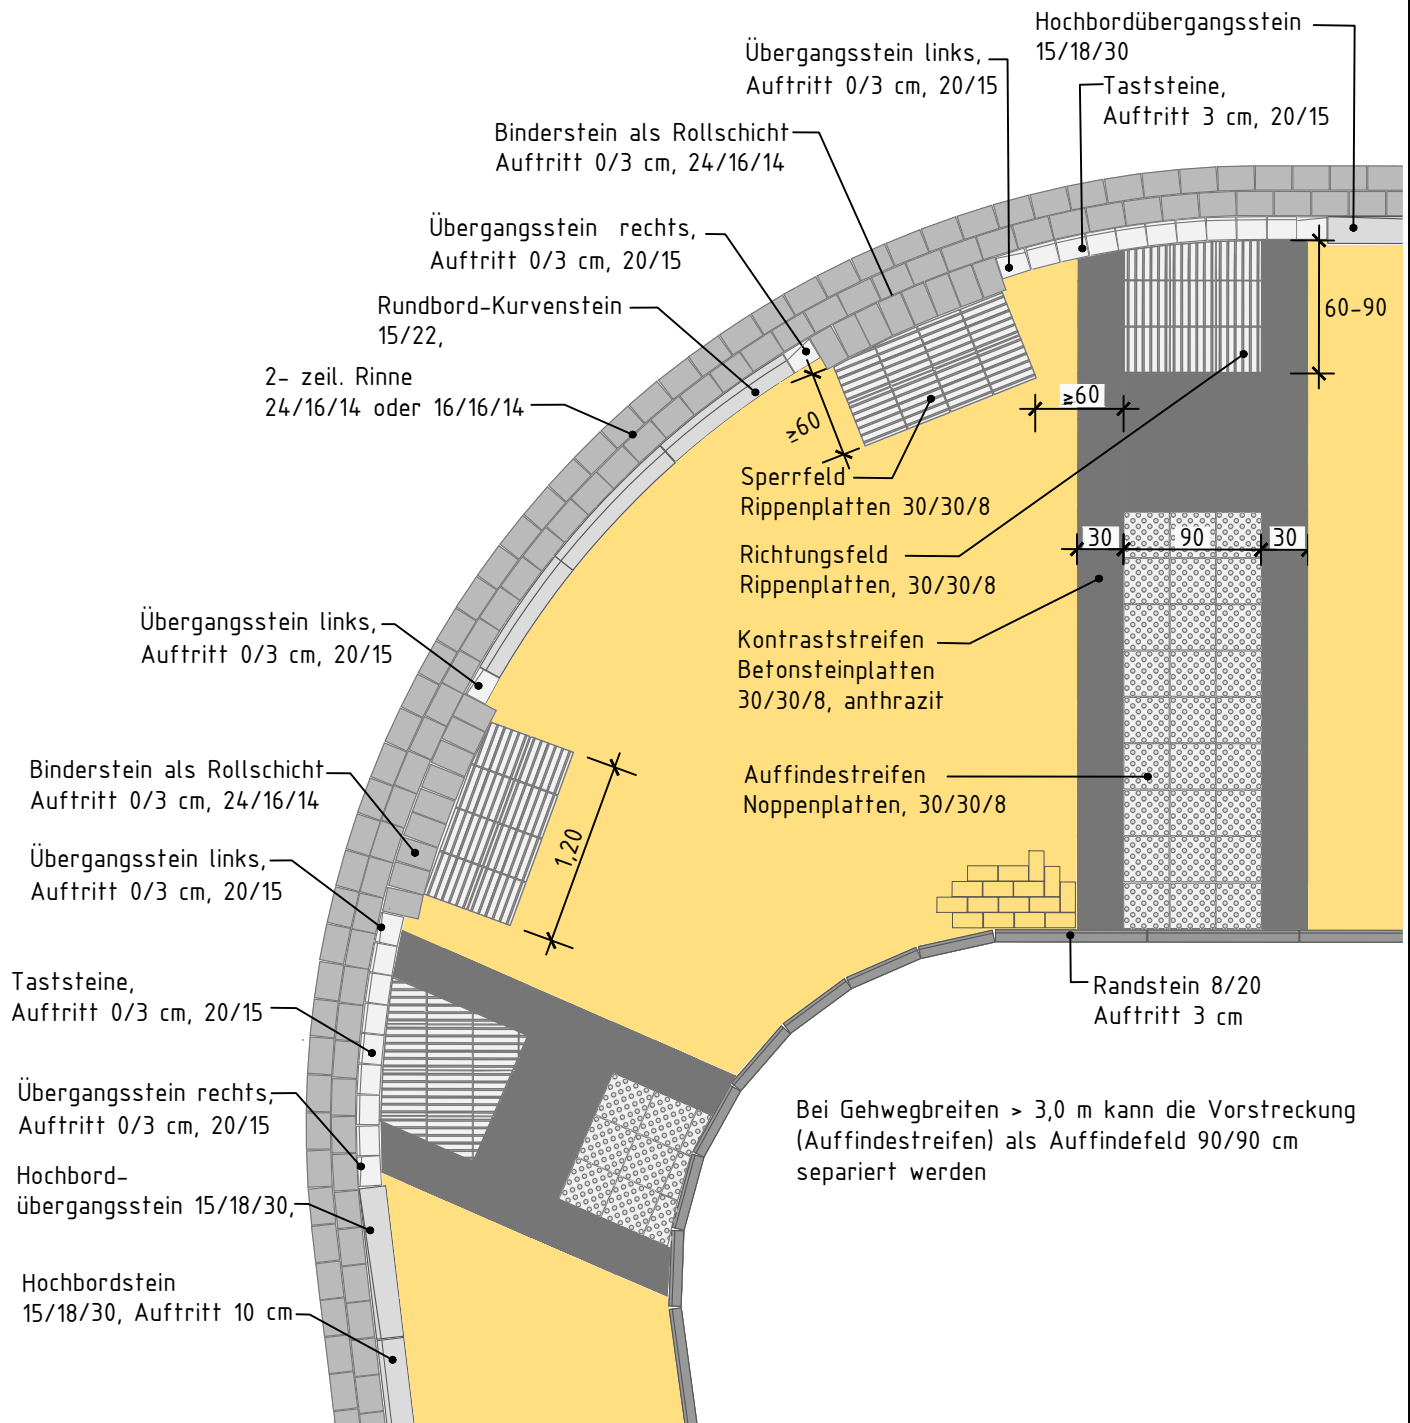 Hochbordübergangsstein
15/18/30
Übergangsstein links,
Auftritt 0/3 cm, 20/15
Taststeine,
Auftritt 3 cm, 20/15
Binderstein als Rollschicht
Auftritt 0/3 cm, 24/16/14
Übergangsstein rechts,
Auftritt 0/3 cm, 20/15
Rundbord-Kurvenstein
15/22,
2- zeil. Rinne
24/16/14 oder 16/16/14
60-90
≥60
≥60
Sperrfeld
Rippenplatten 30/30/8
30
90
30
Richtungsfeld
Rippenplatten, 30/30/8
Kontraststreifen
Betonsteinplatten
30/30/8, anthrazit
Übergangsstein links,
Auftritt 0/3 cm, 20/15
Binderstein als Rollschicht
Auftritt 0/3 cm, 24/16/14
Auffindestreifen
Noppenplatten, 30/30/8
1,20
Übergangsstein links,
Auftritt 0/3 cm, 20/15
Taststeine,
Auftritt 0/3 cm, 20/15
Randstein 8/20
Auftritt 3 cm
Übergangsstein rechts,
Auftritt 0/3 cm, 20/15
Bei Gehwegbreiten > 3,0 m kann die Vorstreckung
(Auffindestreifen) als Auffindefeld 90/90 cm
separiert werden
Hochbord-
übergangsstein 15/18/30,
Hochbordstein
15/18/30, Auftritt 10 cm